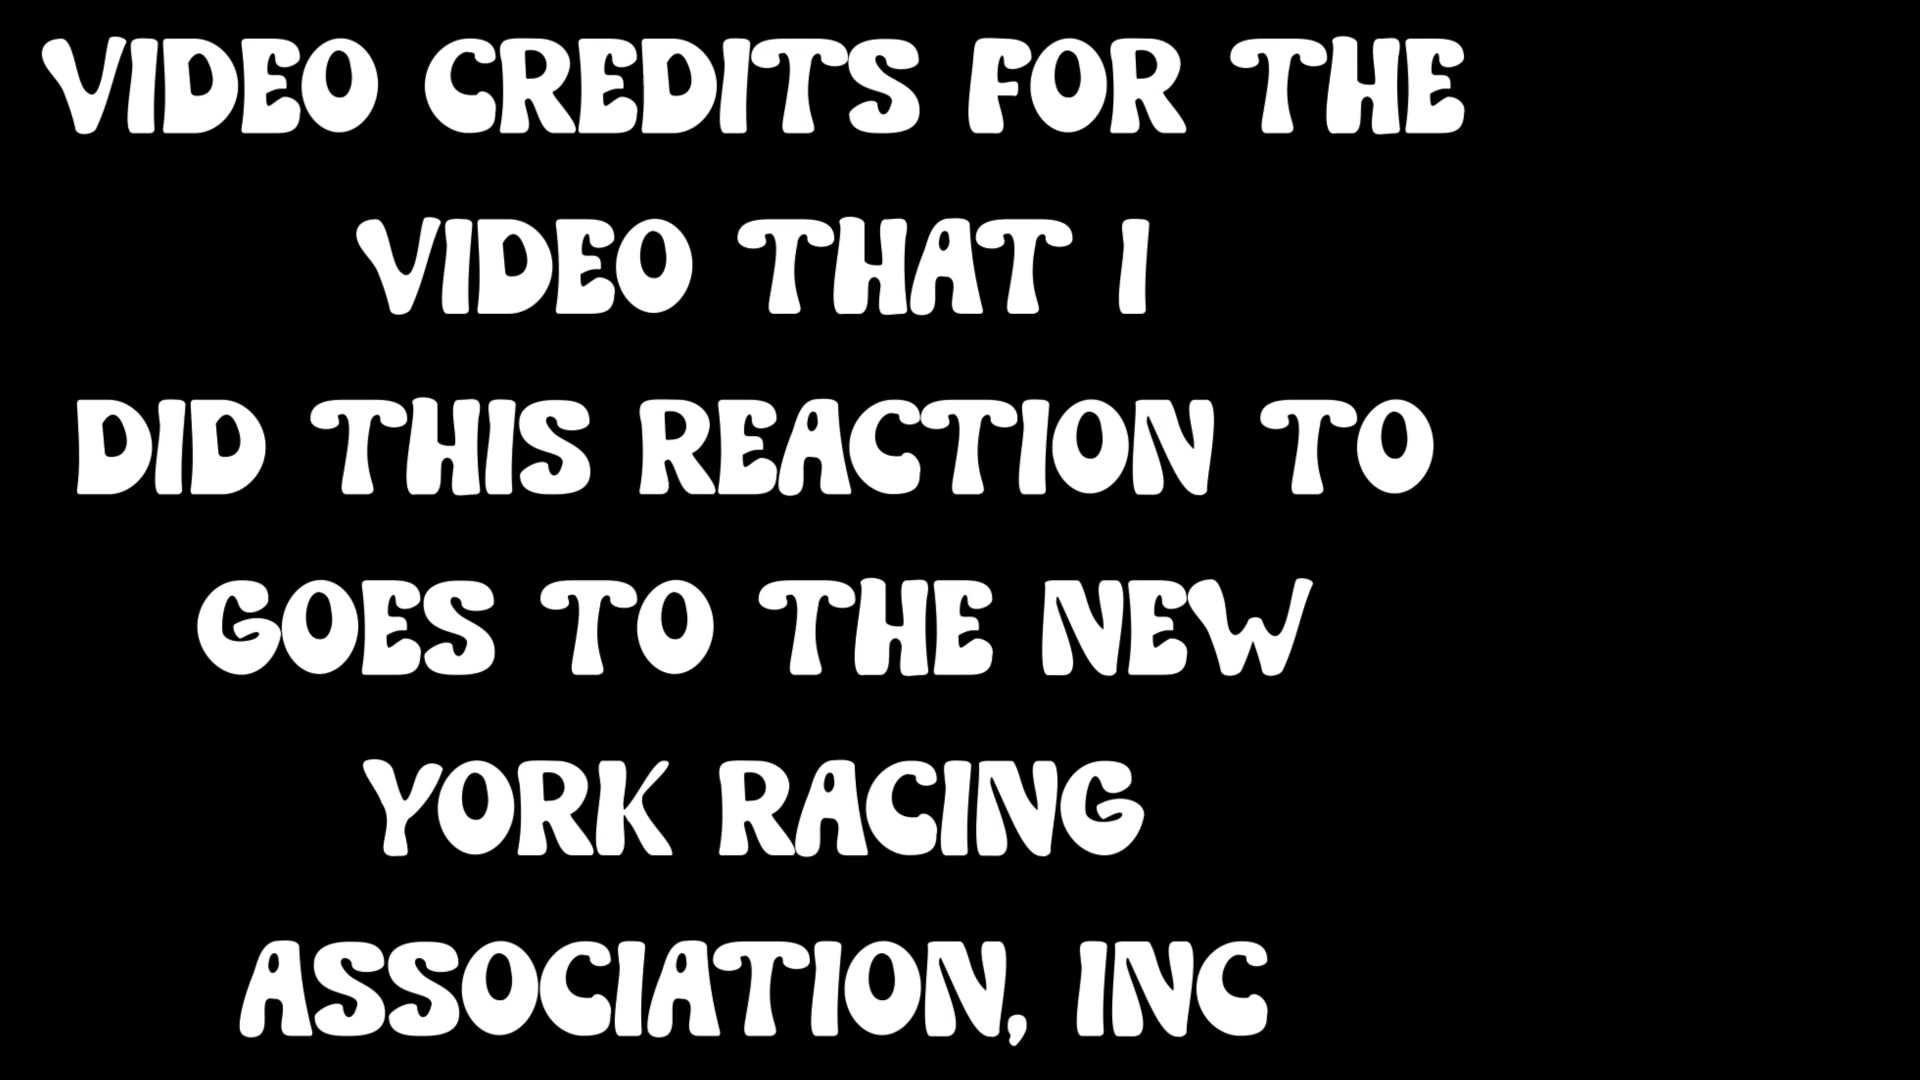 VIDEO CREDITS FOR THE
VIDEO THAT I
DID THIS REACTION TO
GOES TO THE NEW
YORK RACING
ASSOCIATION, INC